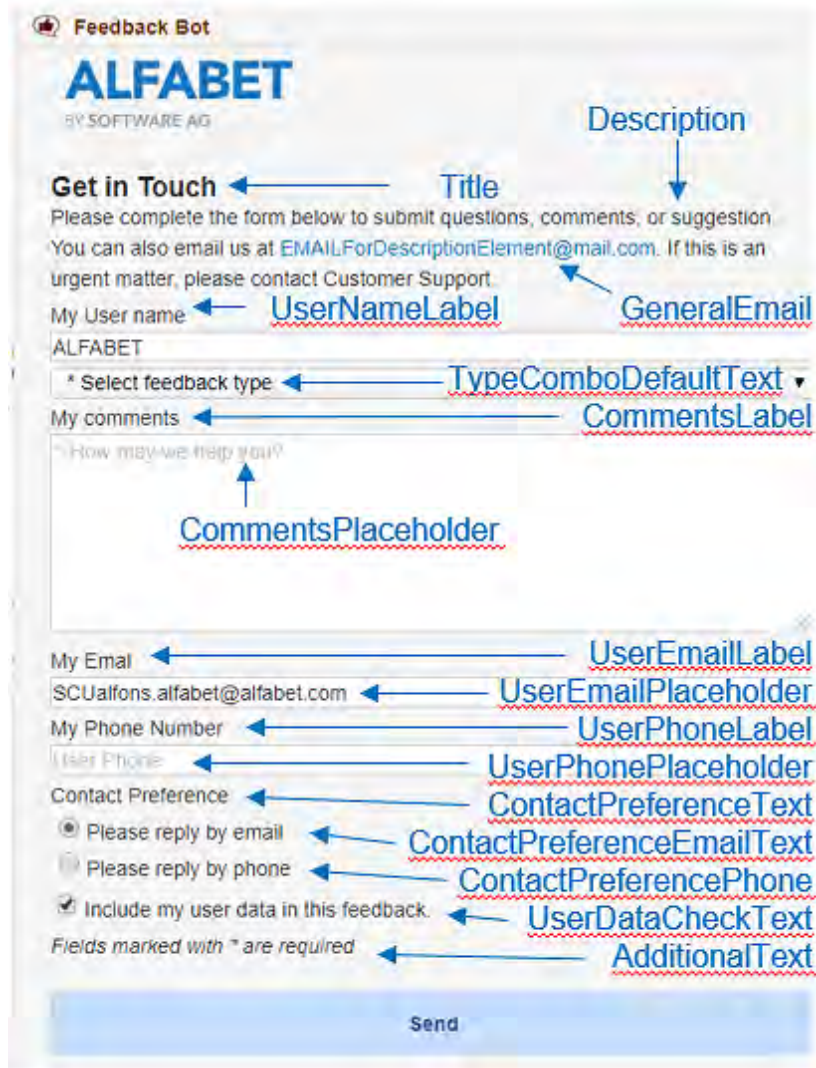 Feedback Bot
ALFABET
BY SOFTWARE AG
Description
Get in Touch Title
Please complete the form below to submit questions, comments, or suggestion
You can also email us at EMAILForDescriptionElement@mail.com. If this is an
urgent matter, please contact Customer Support
My User name UserNameLabel GeneralEmail
ALFABET
* Select feedback type TypeComboDefaultText
My comments CommentsLabel
* How may we help you?
CommentsPlaceholder
My Emal UserEmailLabel
SCUalfons.alfabet@alfabet.com UserEmailPlaceholder
My Phone Number UserPhoneLabel
User Phone UserPhonePlaceholder
Contact Preference ContactPreferenceText
Please reply by email ContactPreferenceEmailText
Please reply by phone ContactPreferencePhone
Include my user data in this feedback. UserDataCheckText
Fields marked with * are required AdditionalText
Send